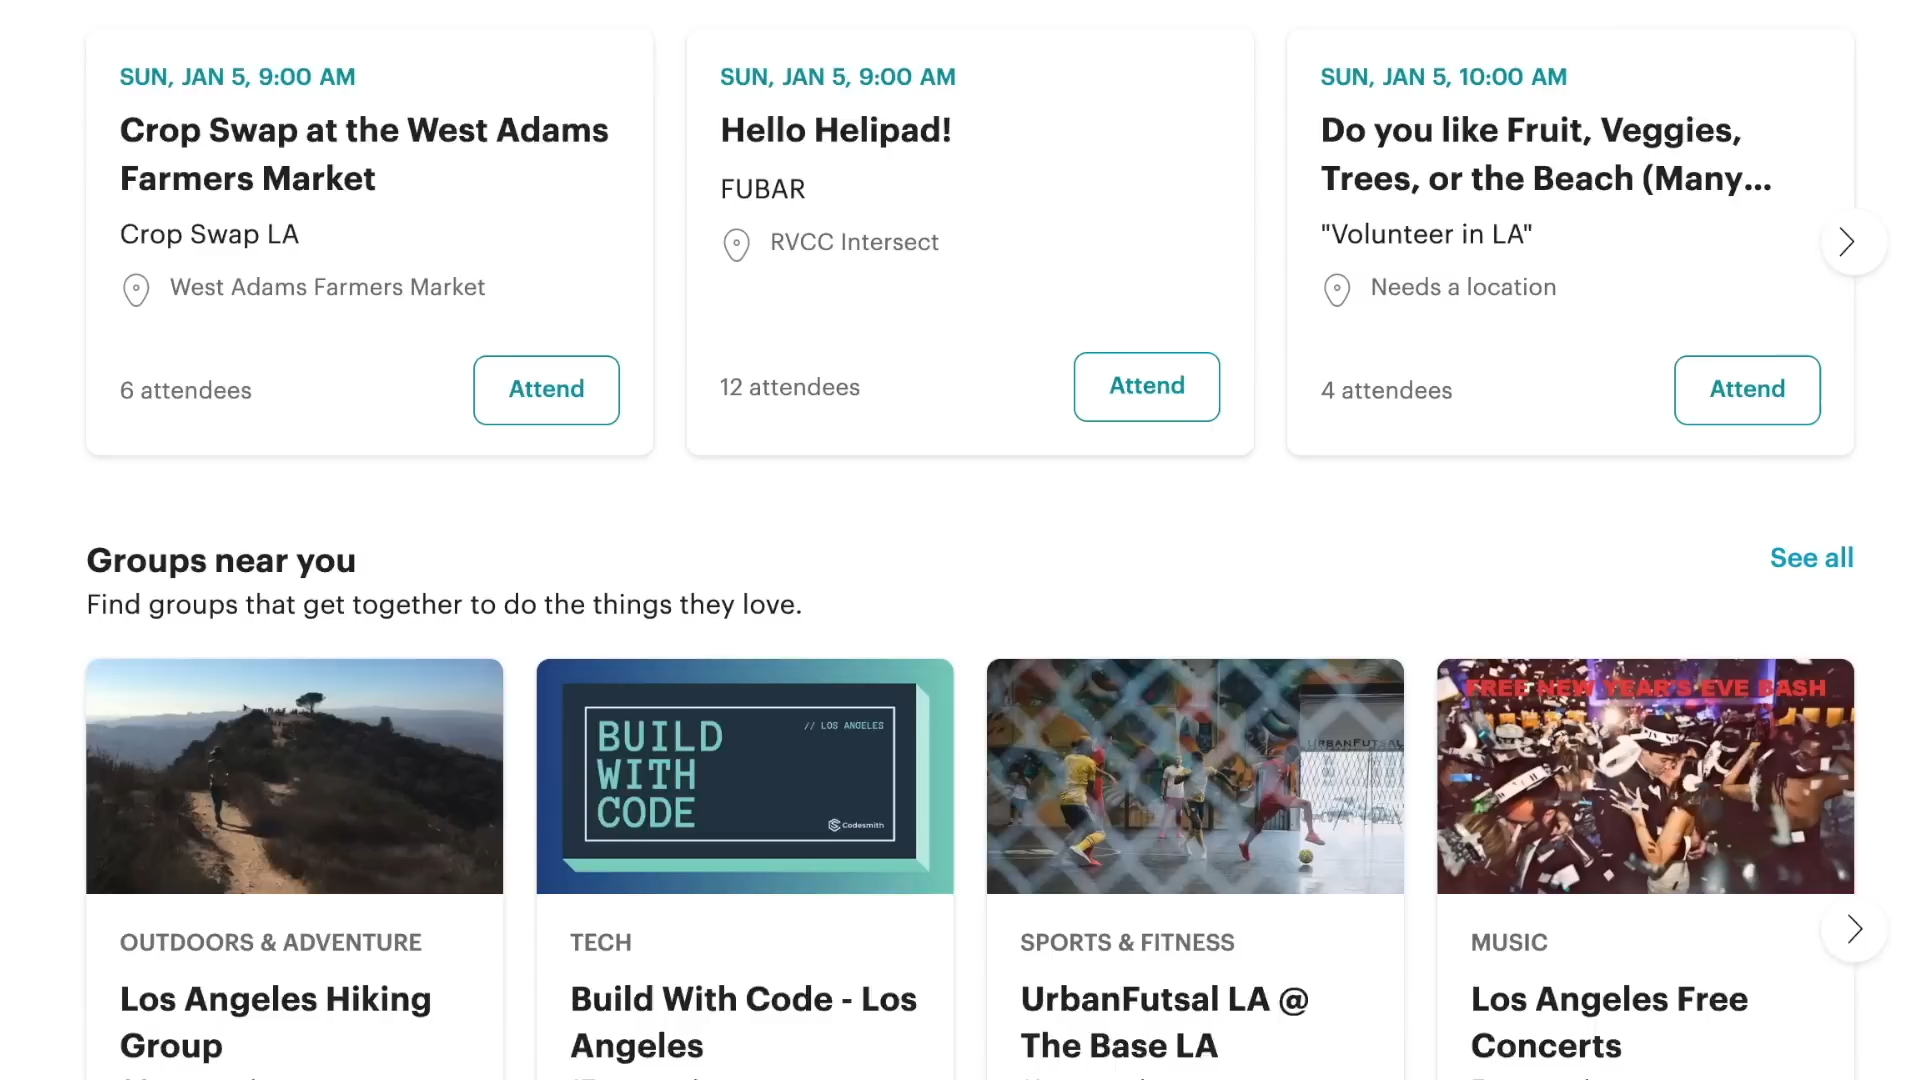 SUN, JAN 5, 9:00 AM
Crop Swap at the West Adams
Farmers Market
Crop Swap LA
West Adams Farmers Market
6 attendees
Attend
SUN, JAN 5, 9:00 AM
Hello Helipad!
FUBAR
RVCC Intersect
12 attendees
Attend
SUN, JAN 5, 10:00 AM
Do you like Fruit, Veggies,
Trees, or the Beach (Many...
"Volunteer in LA"
Needs a location
4 attendees
Attend
Groups near you
See all
Find groups that get together to do the things they love.
BUILD
WITH
CODE
// LOS ANGELES
Codesmith
URBANFUTSAL
FREE NEW YEAR'S EVE BASH
OUTDOORS & ADVENTURE
Los Angeles Hiking
Group
TECH
Build With Code - Los
Angeles
SPORTS & FITNESS
UrbanFutsal LA @
The Base LA
MUSIC
Los Angeles Free
Concerts